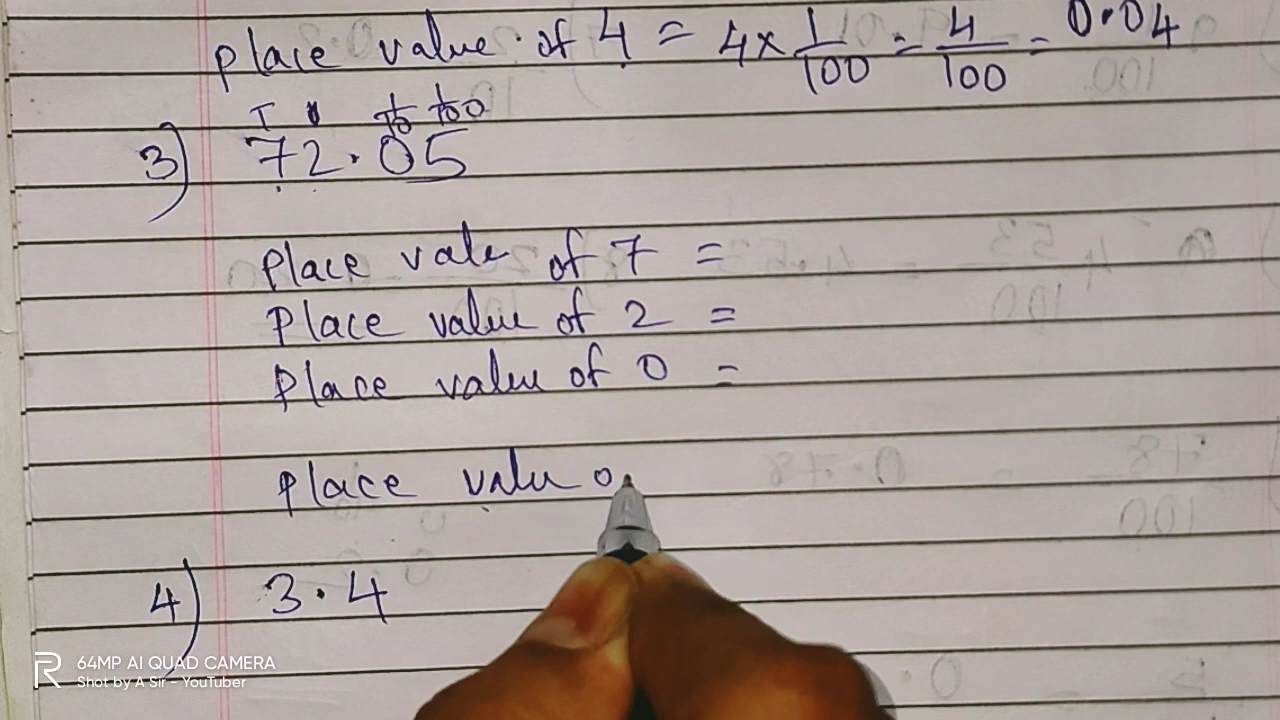 place value of 4 = 4 × 1/100 = 4/100 = 0.04
T U 1/10 1/100
3) 72.05
Place value of 7 =
Place value of 2 =
Place value of 0 =
Place value o
4) 3.4
64MP AI QUAD CAMERA
Shot by A Sir - YouTuber